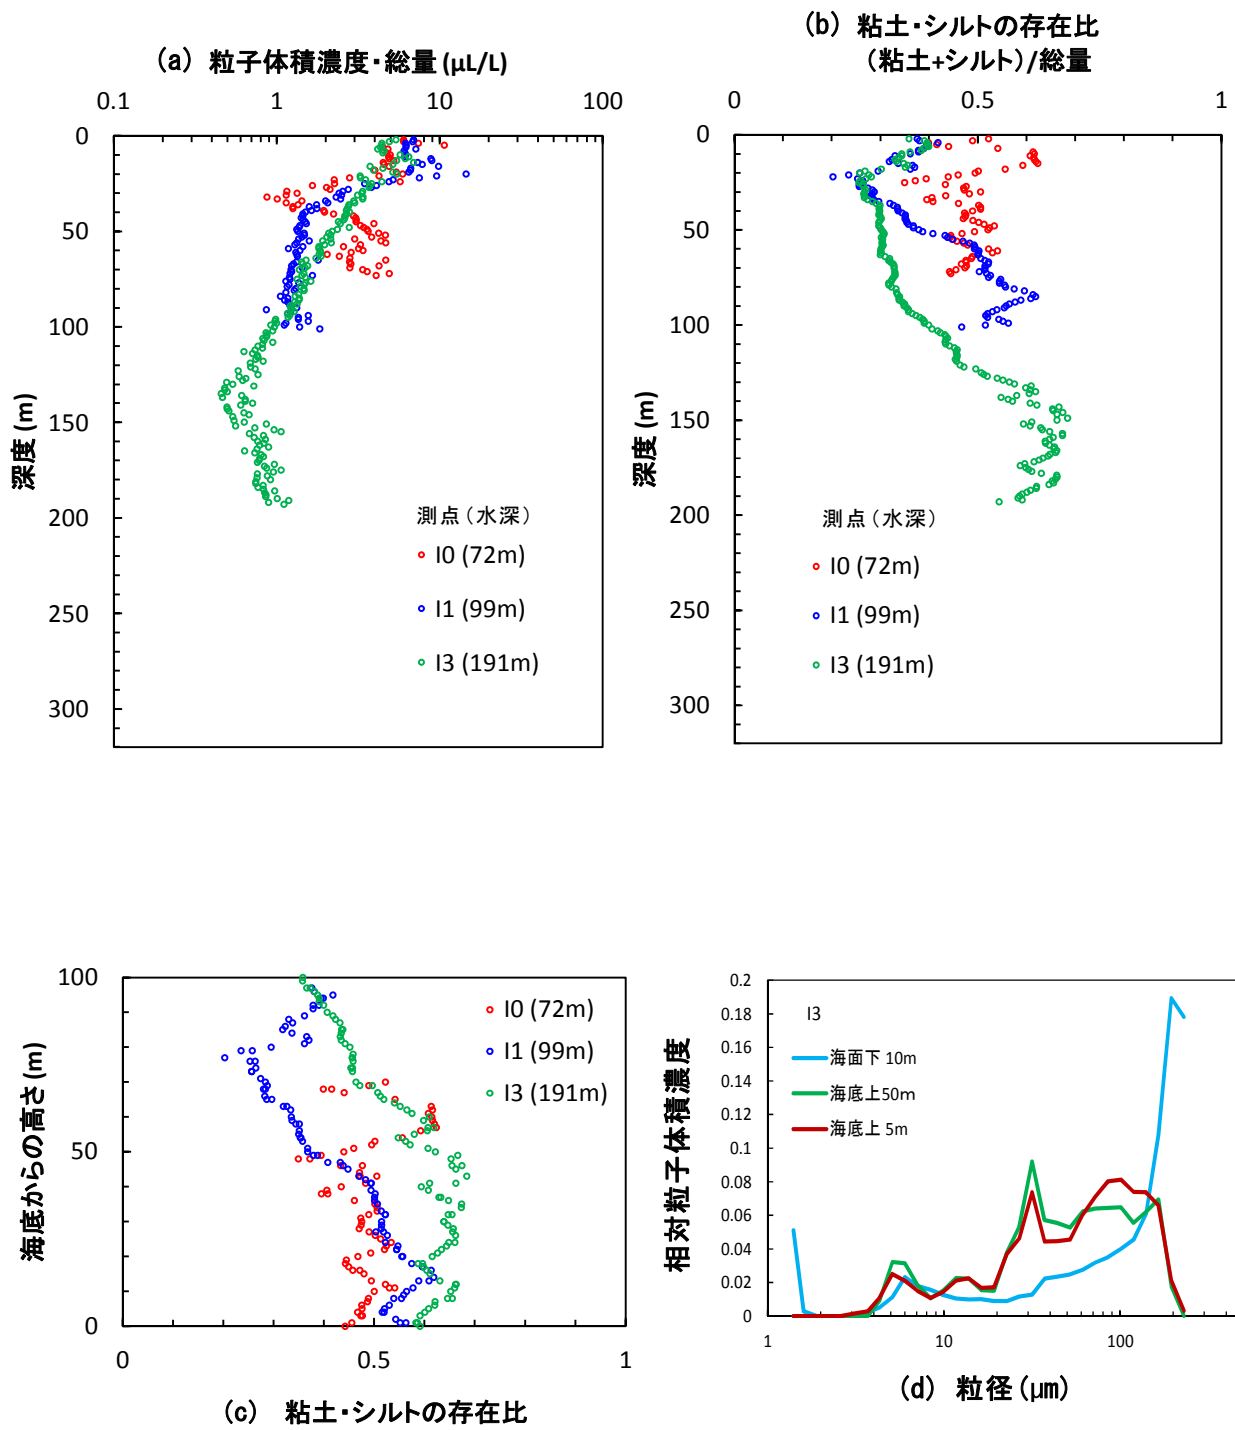 (a) 粒子体積濃度・総量 (µL/L)
0.1 1 10 100
0
50
100
150
200
250
300
深度 (m)
測点（水深）
I0 (72m)
I1 (99m)
I3 (191m)
(b) 粘土・シルトの存在比
（粘土+シルト）/総量
0 0.5 1
0
50
100
150
200
250
300
深度 (m)
測点（水深）
I0 (72m)
I1 (99m)
I3 (191m)
100
50
0
海底からの高さ (m)
I0 (72m)
I1 (99m)
I3 (191m)
0 0.5 1
(c) 粘土・シルトの存在比
0.2
0.18
0.16
0.14
0.12
0.1
0.08
0.06
0.04
0.02
0
相対粒子体積濃度
I3
海面下 10m
海底上50m
海底上 5m
1 10 100
(d) 粒径 (µm)